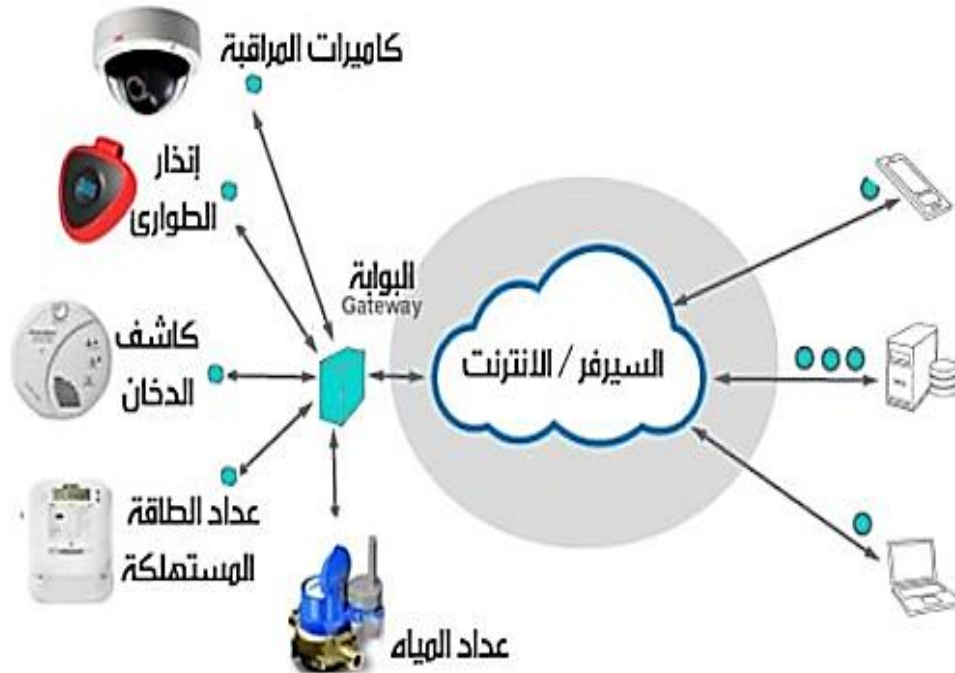 كاميرات المراقبة
إنذار
الطوارئ
البوابة
Gateway
كاشف
الدخان
السيرفر / الانترنت
عداد الطاقة
المستهلكة
عداد المياه